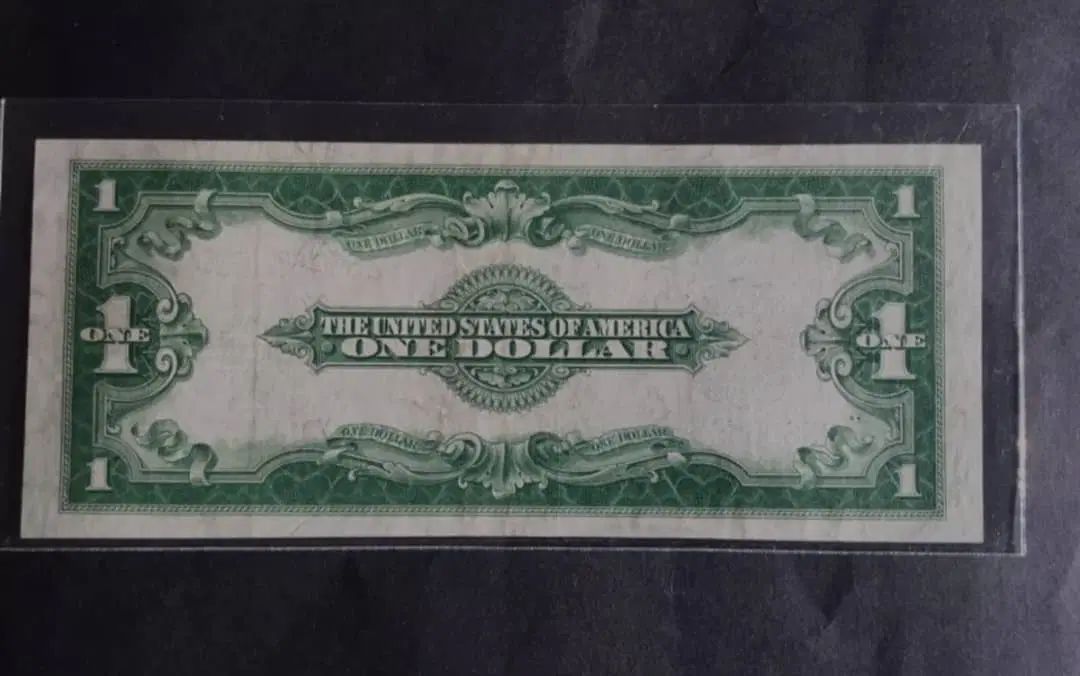 1 1
ONE DOLLAR ONE DOLLAR
ONE ONE
1 1
THE UNITED STATES OF AMERICA
ONE DOLLAR
ONE DOLLAR ONE DOLLAR
1 1